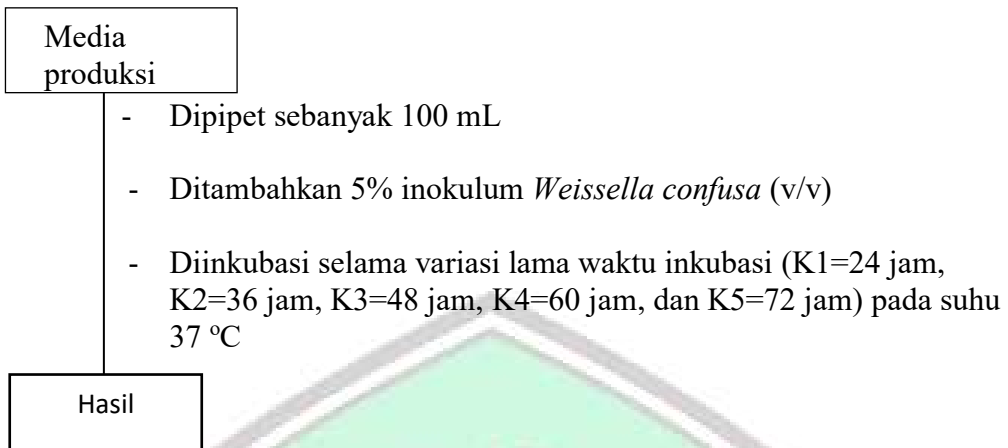 Media
produksi
- Dipipet sebanyak 100 mL
- Ditambahkan 5% inokulum Weissella confusa (v/v)
- Diinkubasi selama variasi lama waktu inkubasi (K1=24 jam,
K2=36 jam, K3=48 jam, K4=60 jam, dan K5=72 jam) pada suhu
37 ºC
Hasil